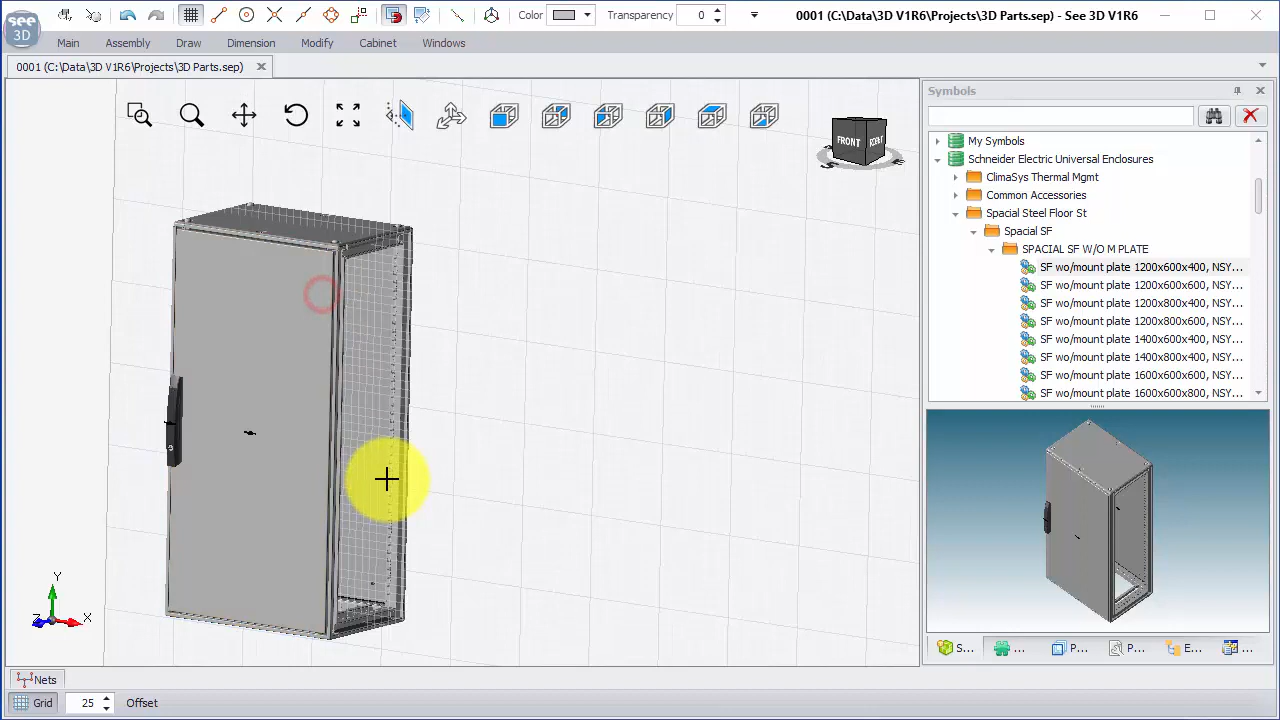 see
3D
Color
Transparency
0
0001 (C:\Data\3D V1R6\Projects\3D Parts.sep) - See 3D V1R6
Main
Assembly
Draw
Dimension
Modify
Cabinet
Windows
0001 (C:\Data\3D V1R6\Projects\3D Parts.sep)
Symbols
My Symbols
Schneider Electric Universal Enclosures
ClimaSys Thermal Mgmt
Common Accessories
Spacial Steel Floor St
Spacial SF
SPACIAL SF W/O M PLATE
SF wo/mount plate 1200x600x400, NSY...
SF wo/mount plate 1200x600x600, NSY...
SF wo/mount plate 1200x800x400, NSY...
SF wo/mount plate 1200x800x600, NSY...
SF wo/mount plate 1400x600x400, NSY...
SF wo/mount plate 1400x800x400, NSY...
SF wo/mount plate 1600x600x600, NSY...
SF wo/mount plate 1600x600x800, NSY...
FRONT
RIGHT
S
Y
Z
X
S...
...
P...
P...
E...
...
Nets
Grid
25
Offset